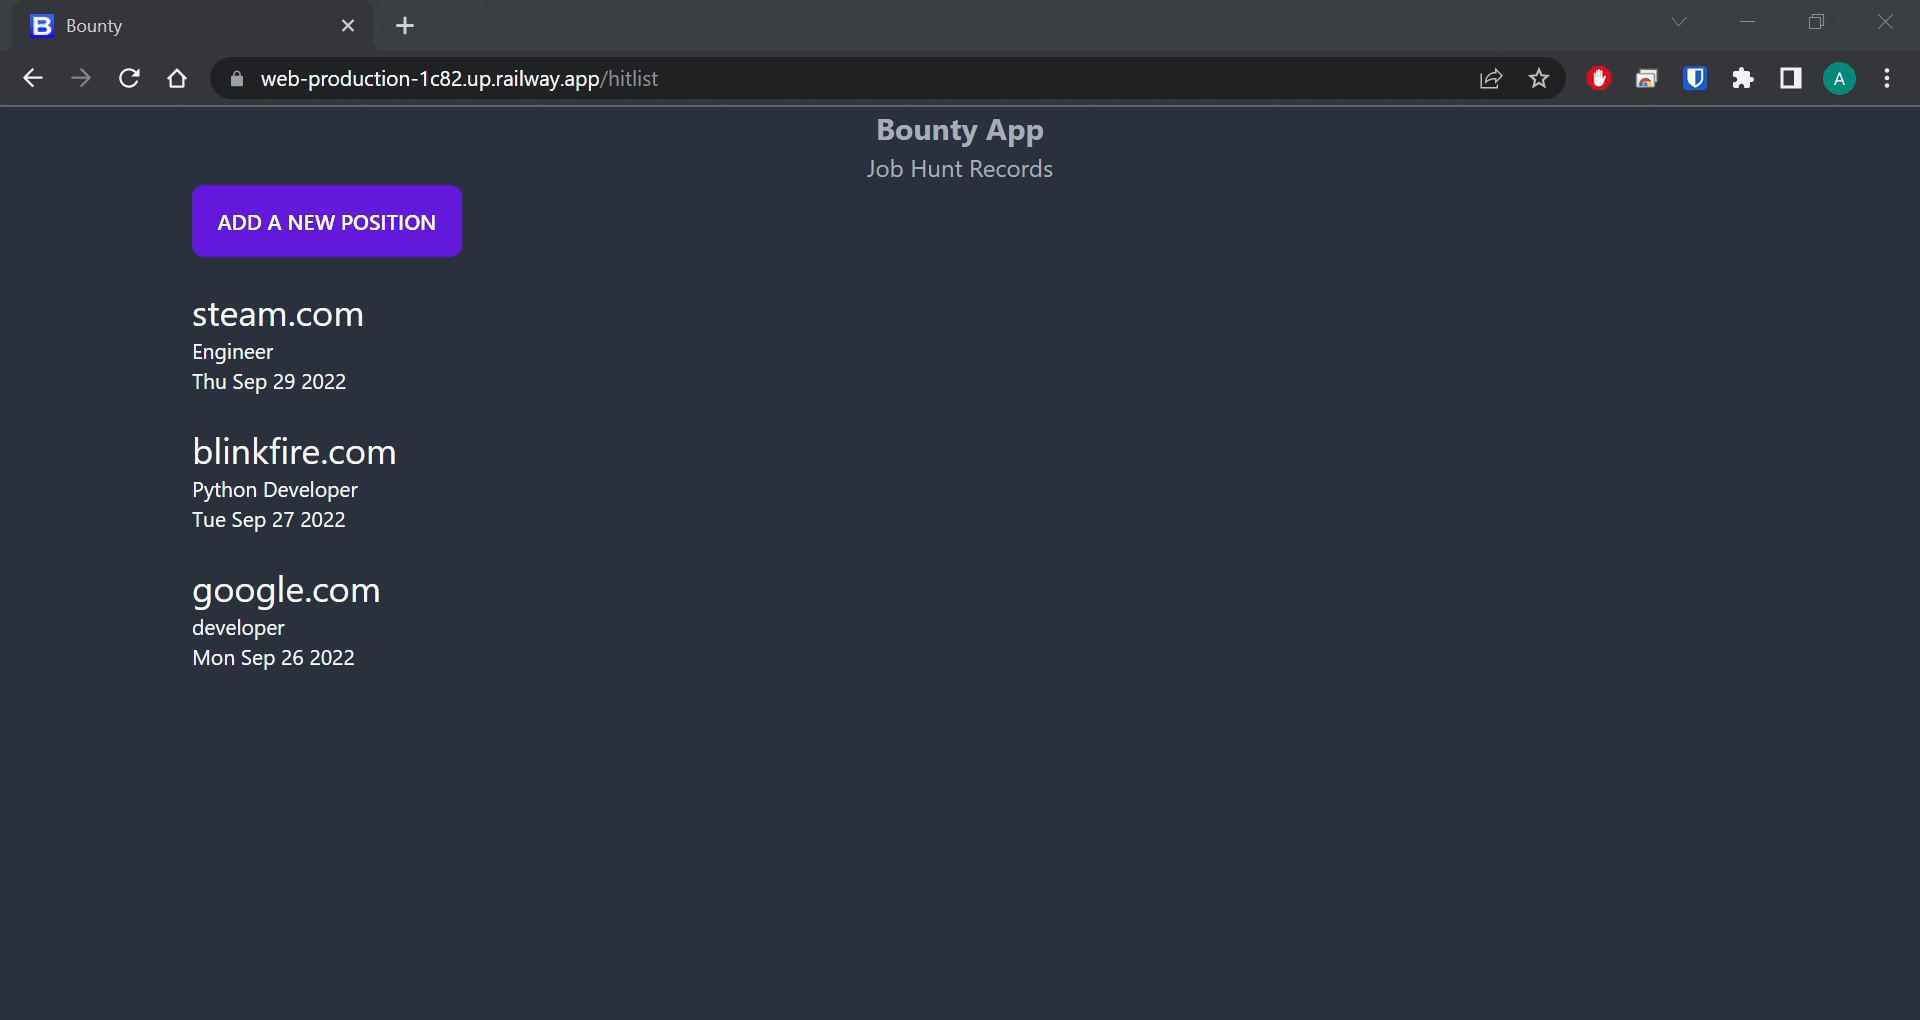 B Bounty
web-production-1c82.up.railway.app/hitlist
A
Bounty App
Job Hunt Records
ADD A NEW POSITION
steam.com
Engineer
Thu Sep 29 2022
blinkfire.com
Python Developer
Tue Sep 27 2022
google.com
developer
Mon Sep 26 2022